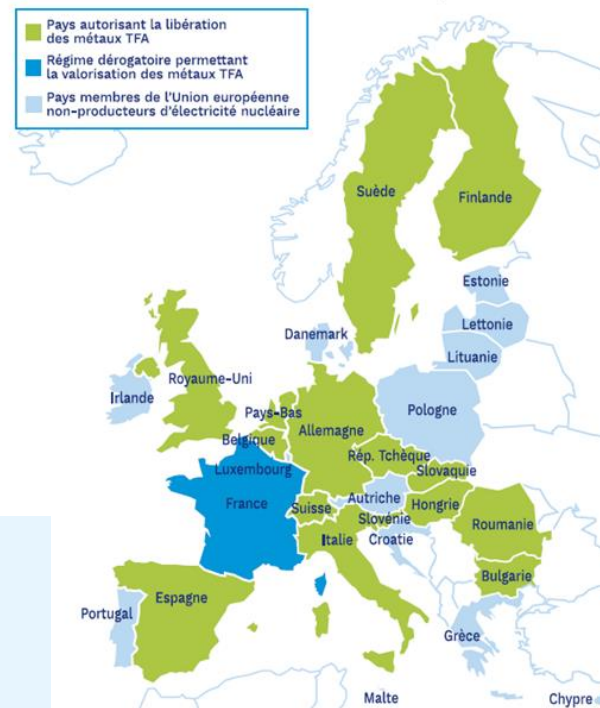 Pays autorisant la libération
des métaux TFA
Régime dérogatoire permettant
la valorisation des métaux TFA
Pays membres de l'Union européenne
non-producteurs d'électricité nucléaire
Suède
Finlande
Estonie
Lettonie
Danemark
Lituanie
Royaume-Uni
Irlande
Pays-Bas
Pologne
Allemagne
Belgique
Rép. Tchèque
Luxembourg
Slovaquie
Autriche
France
Suisse
Hongrie
Slovénie
Roumanie
Italie
Croatie
Bulgarie
Espagne
Portugal
Grèce
Malte
Chypre